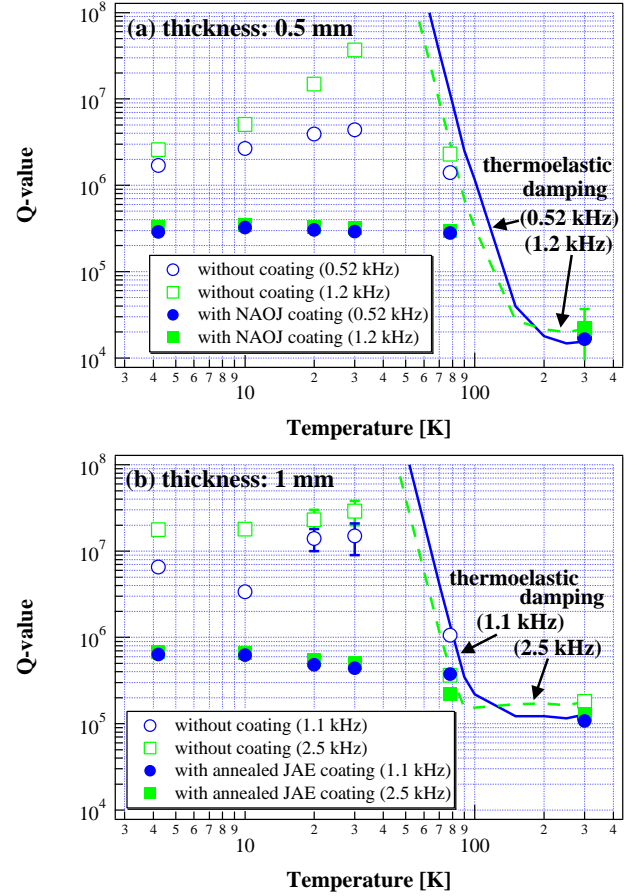 (a) thickness: 0.5 mm
10^8
10^7
10^6
10^5
10^4
Q-value
thermoelastic
damping
(0.52 kHz)
(1.2 kHz)
without coating (0.52 kHz)
without coating (1.2 kHz)
with NAOJ coating (0.52 kHz)
with NAOJ coating (1.2 kHz)
3 4 5 6 7 8 9 10 2 3 4 5 6 7 8 9 100 2 3 4
Temperature [K]
(b) thickness: 1 mm
10^8
10^7
10^6
10^5
10^4
Q-value
thermoelastic
damping
(1.1 kHz)
(2.5 kHz)
without coating (1.1 kHz)
without coating (2.5 kHz)
with annealed JAE coating (1.1 kHz)
with annealed JAE coating (2.5 kHz)
3 4 5 6 7 8 9 10 2 3 4 5 6 7 8 9 100 2 3 4
Temperature [K]